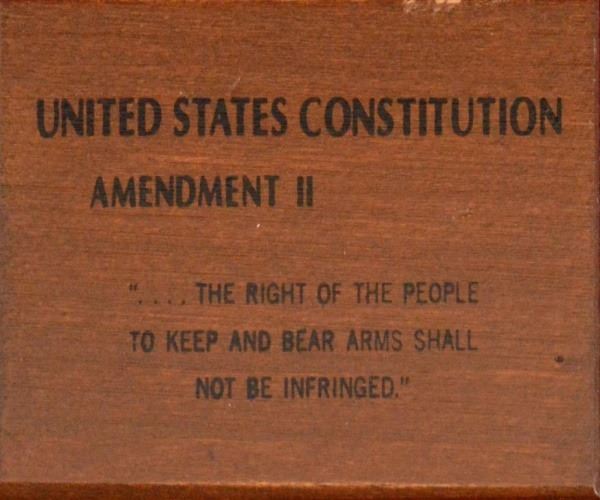 UNITED STATES CONSTITUTION
AMENDMENT II
". . . . THE RIGHT OF THE PEOPLE
TO KEEP AND BEAR ARMS SHALL
NOT BE INFRINGED."